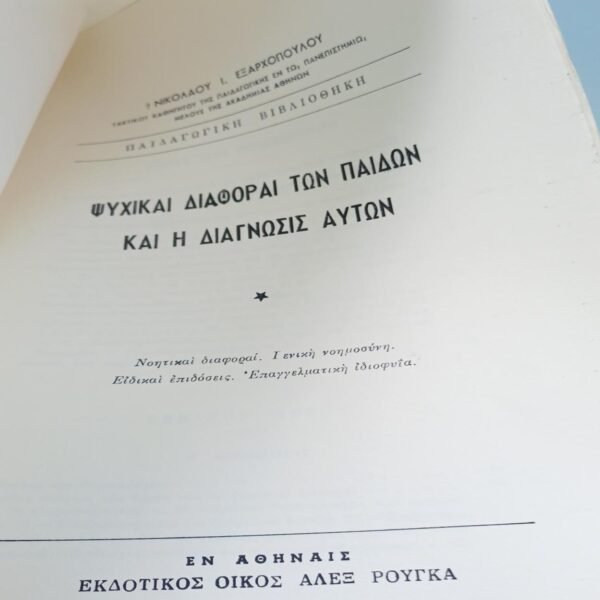 † ΝΙΚΟΛΑΟΥ Ι. ΕΞΑΡΧΟΠΟΥΛΟΥ
ΤΑΚΤΙΚΟΥ ΚΑΘΗΓΗΤΟΥ ΤΗΣ ΠΑΙΔΑΓΩΓΙΚΗΣ ΕΝ ΤΩ, ΠΑΝΕΠΙΣΤΗΜΙΩ,
ΜΕΛΟΥΣ ΤΗΣ ΑΚΑΔΗΜΙΑΣ ΑΘΗΝΩΝ
ΠΑΙΔΑΓΩΓΙΚΗ ΒΙΒΛΙΟΘΗΚΗ
ΨΥΧΙΚΑΙ ΔΙΑΦΟΡΑΙ ΤΩΝ ΠΑΙΔΩΝ
ΚΑΙ Η ΔΙΑΓΝΩΣΙΣ ΑΥΤΩΝ
Νοητικαὶ διαφοραί. Γενικὴ νοημοσύνη.
Εἰδικαὶ ἐπιδόσεις. Ἐπαγγελματικὴ ἰδιοφυΐα.
ΕΝ ΑΘΗΝΑΙΣ
ΕΚΔΟΤΙΚΟΣ ΟΙΚΟΣ ΑΛΕΞ ΡΟΥΓΚΑ